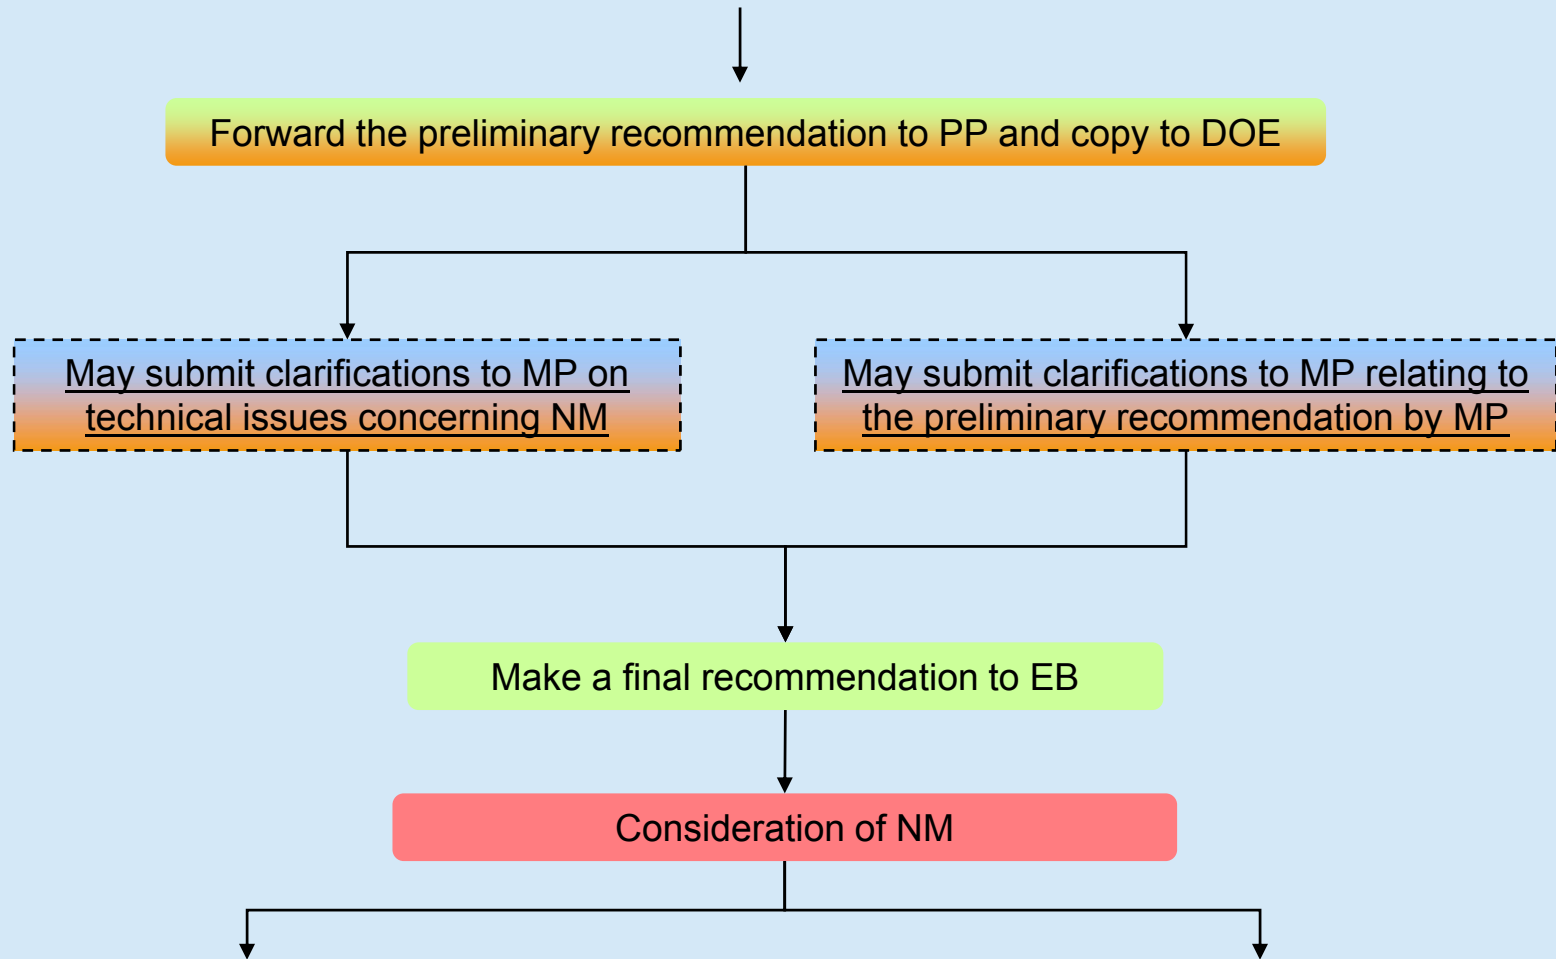 Forward the preliminary recommendation to PP and copy to DOE
May submit clarifications to MP on
technical issues concerning NM
May submit clarifications to MP relating to
the preliminary recommendation by MP
Make a final recommendation to EB
Consideration of NM